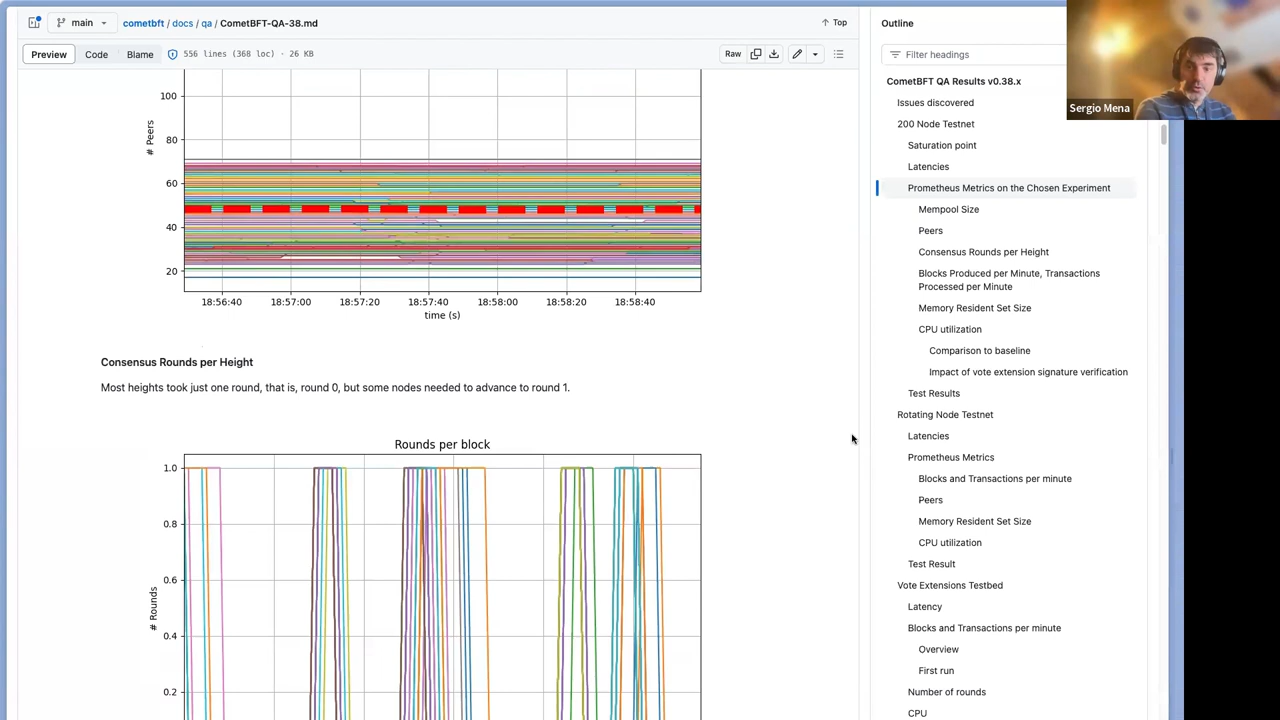 main
cometbft / docs / qa / CometBFT-QA-38.md
Top
Preview
Code
Blame
556 lines (368 loc) · 26 KB
Raw
100
80
60
40
20
# Peers
18:56:40
18:57:00
18:57:20
18:57:40
18:58:00
18:58:20
18:58:40
time (s)
Consensus Rounds per Height
Most heights took just one round, that is, round 0, but some nodes needed to advance to round 1.
Rounds per block
1.0
0.8
0.6
0.4
0.2
# Rounds
Outline
Filter headings
CometBFT QA Results v0.38.x
Issues discovered
200 Node Testnet
Saturation point
Latencies
Prometheus Metrics on the Chosen Experiment
Mempool Size
Peers
Consensus Rounds per Height
Blocks Produced per Minute, Transactions
Processed per Minute
Memory Resident Set Size
CPU utilization
Comparison to baseline
Impact of vote extension signature verification
Test Results
Rotating Node Testnet
Latencies
Prometheus Metrics
Blocks and Transactions per minute
Peers
Memory Resident Set Size
CPU utilization
Test Result
Vote Extensions Testbed
Latency
Blocks and Transactions per minute
Overview
First run
Number of rounds
CPU
Sergio Mena